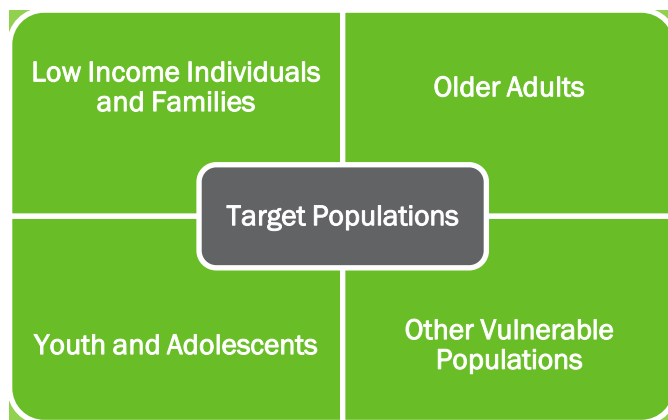 Low Income Individuals
and Families
Older Adults
Target Populations
Youth and Adolescents
Other Vulnerable
Populations